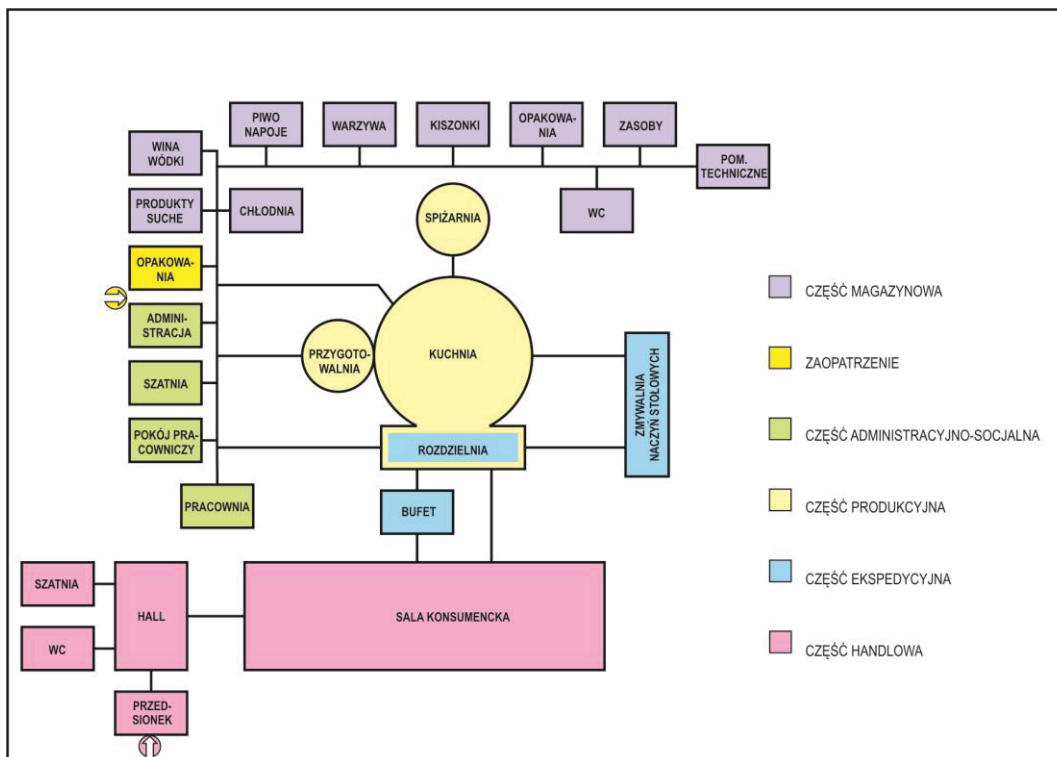 PIWO
NAPOJE
WARZYWA
KISZONKI
OPAKOWA-
NIA
ZASOBY
WINA
WÓDKI
POM.
TECHNICZNE
PRODUKTY
SUCHE
CHŁODNIA
WC
SPIŻARNIA
OPAKOWA-
NIA
ADMINI-
STRACJA
SZATNIA
POKÓJ PRA-
COWNICZY
PRACOWNIA
PRZYGOTO-
WALNIA
KUCHNIA
ROZDZIELNIA
ZMYWALNIA
NACZYŃ STOŁOWYCH
BUFET
SZATNIA
WC
HALL
SALA KONSUMENCKA
PRZED-
SIONEK
CZĘŚĆ MAGAZYNOWA
ZAOPATRZENIE
CZĘŚĆ ADMINISTRACYJNO-SOCJALNA
CZĘŚĆ PRODUKCYJNA
CZĘŚĆ EKSPEDYCYJNA
CZĘŚĆ HANDLOWA